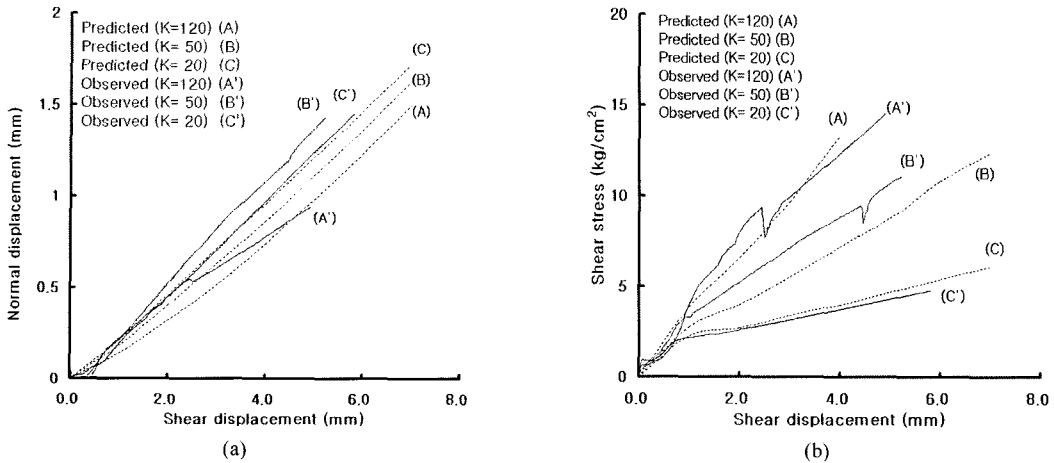 Predicted (K=120) (A)
Predicted (K= 50) (B)
Predicted (K= 20) (C)
Observed (K=120) (A')
Observed (K= 50) (B')
Observed (K= 20) (C')
2
1.5
1
0.5
0
Normal displacement (mm)
(B')
(C')
(C)
(B)
(A)
(A')
0.0
2.0
4.0
6.0
8.0
Shear displacement (mm)
(a)
Predicted (K=120) (A)
Predicted (K= 50) (B)
Predicted (K= 20) (C)
Observed (K=120) (A')
Observed (K= 50) (B')
Observed (K= 20) (C')
20
15
10
5
0
Shear stress (kg/cm²)
(A)
(A')
(B')
(B)
(C)
(C')
0.0
2.0
4.0
6.0
8.0
Shear displacement (mm)
(b)